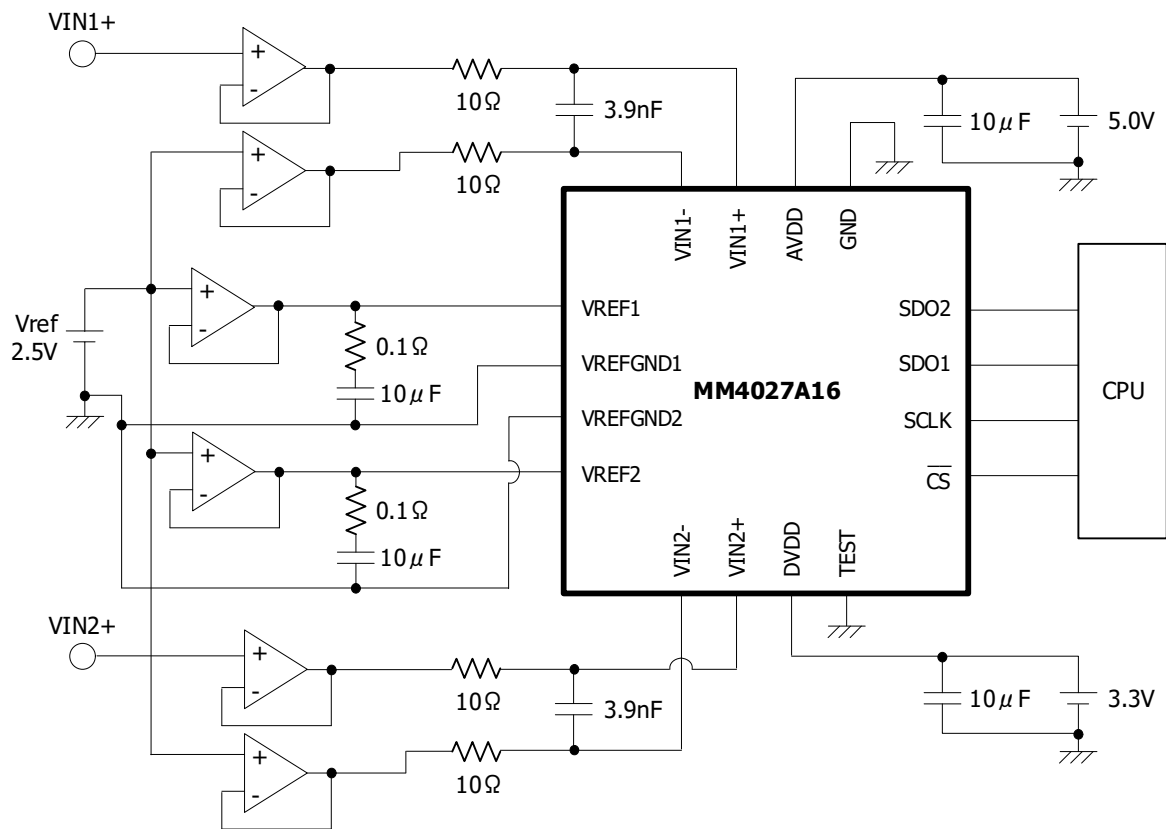 VIN1+
+
-
10Ω
3.9nF
+
-
10Ω
10μF
5.0V
VIN1-
VIN1+
AVDD
GND
Vref
2.5V
+
-
0.1Ω
10μF
VREF1
VREFGND1
VREFGND2
VREF2
MM4027A16
SDO2
SDO1
SCLK
CS
CPU
+
-
0.1Ω
10μF
VIN2-
VIN2+
DVDD
TEST
VIN2+
+
-
10Ω
3.9nF
+
-
10Ω
10μF
3.3V